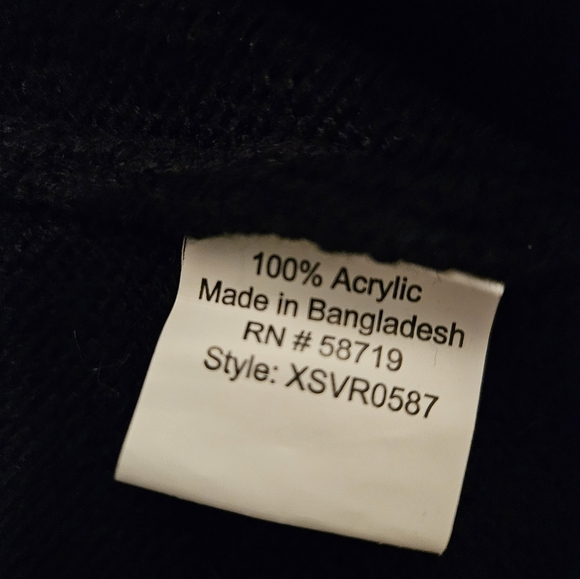 100% Acrylic
Made in Bangladesh
RN # 58719
Style: XSVR0587